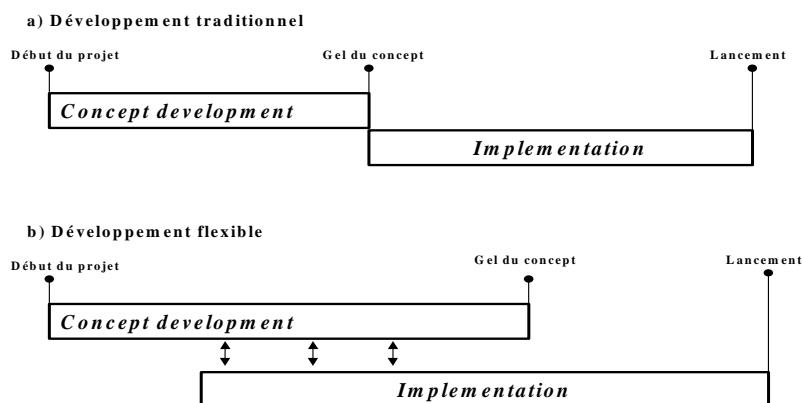 a) Développement traditionnel
Début du projet Gel du concept Lancement
Concept development
Implementation
b) Développement flexible
Début du projet Gel du concept Lancement
Concept development
Implementation